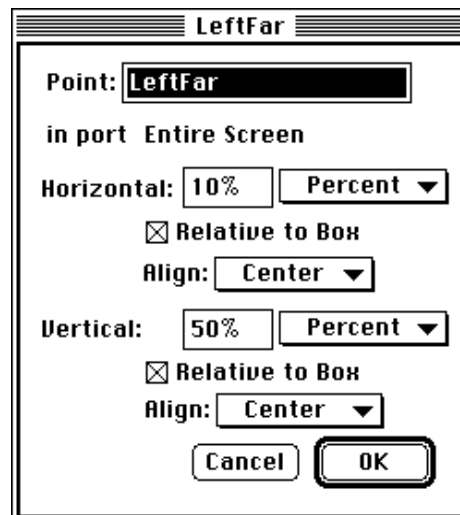 LeftFar
Point: LeftFar
in port Entire Screen
Horizontal: 10% Percent
Relative to Box
Align: Center
Vertical: 50% Percent
Relative to Box
Align: Center
Cancel OK